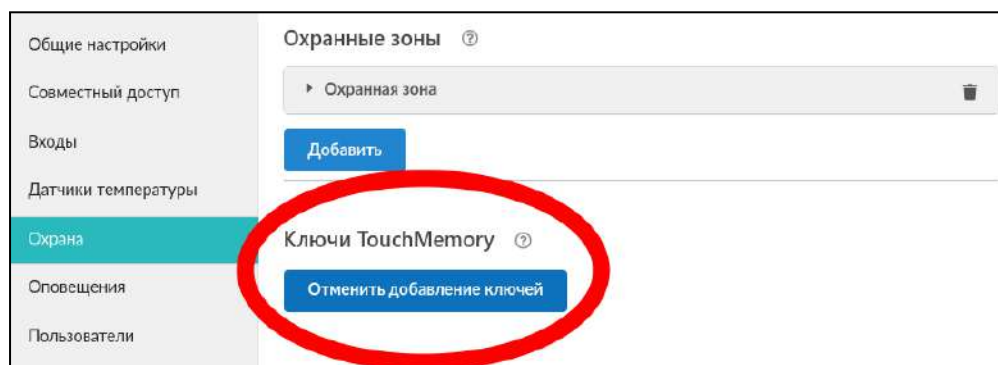 Общие настройки
Совместный доступ
Входы
Датчики температуры
Охрана
Оповещения
Пользователи
Охранные зоны ?
Охранная зона
Добавить
Ключи TouchMemory ?
Отменить добавление ключей